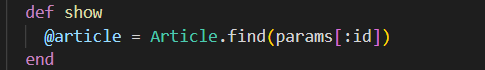 def show
  @article = Article.find(params[:id])
end